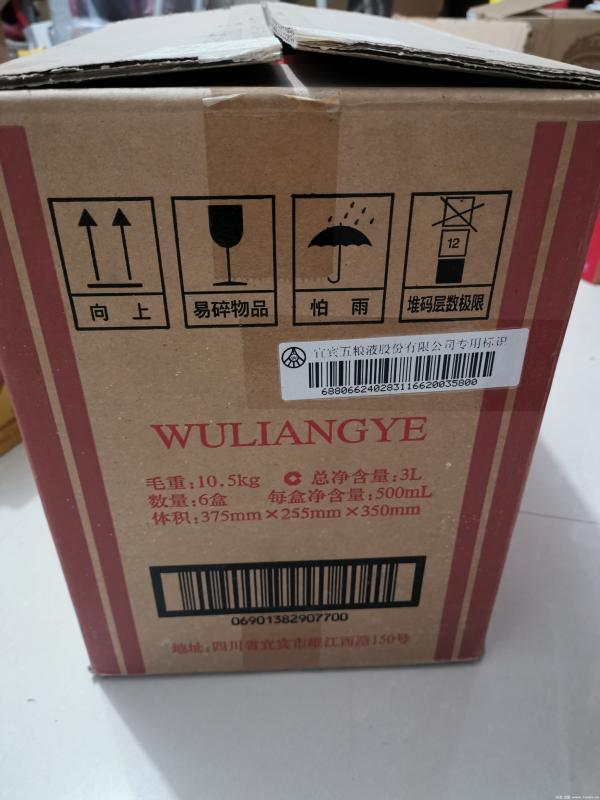 向 上
易碎物品
怕 雨
12
堆码层数极限
宜宾五粮液股份有限公司专用标识
688066240283116620035800
WULIANGYE
毛重:10.5kg 总净含量:3L
数量:6盒 每盒净含量:500mL
体积:375mm×255mm×350mm
06901382907700
地址:四川省宜宾市岷江西路150号